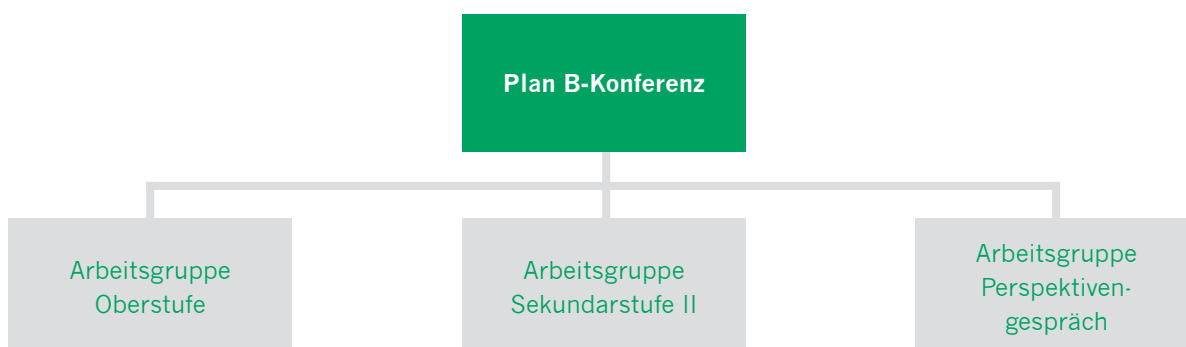 Plan B-Konferenz
Arbeitsgruppe
Oberstufe
Arbeitsgruppe
Sekundarstufe II
Arbeitsgruppe
Perspektiven-
gespräch